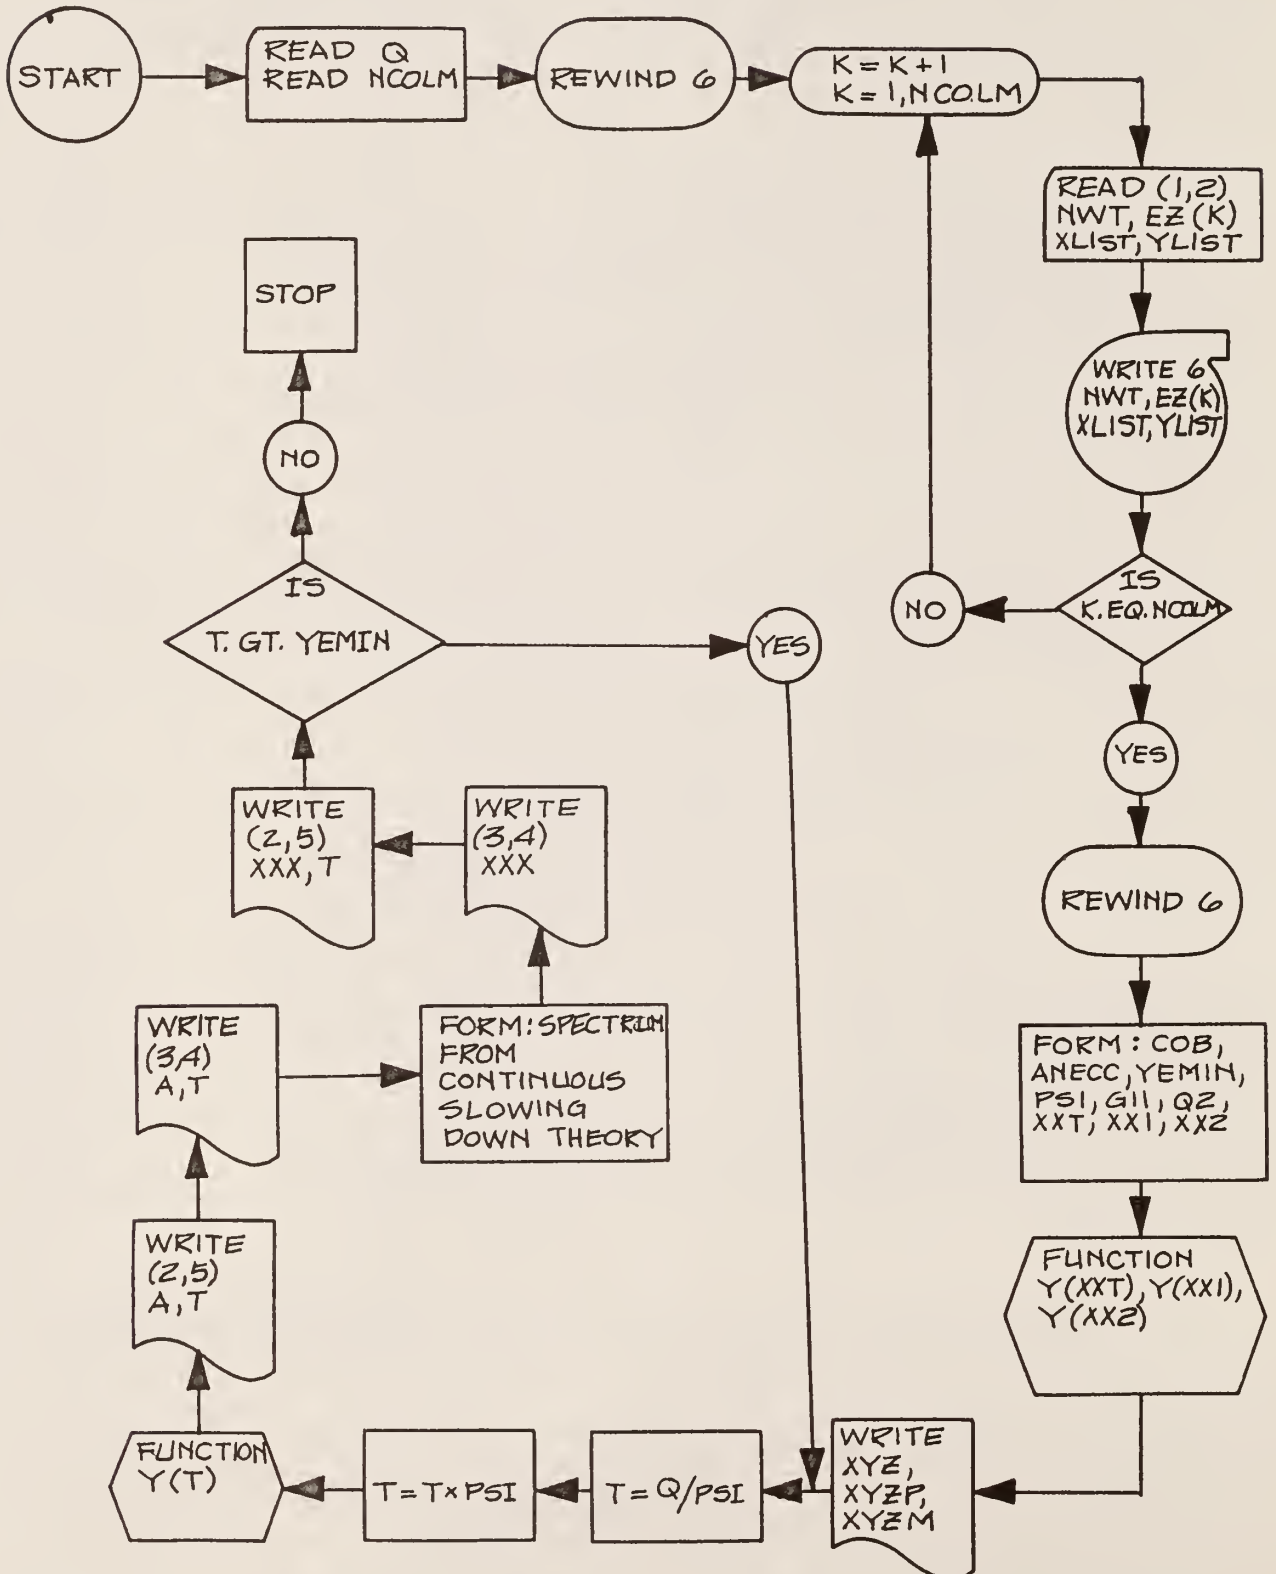 START
READ Q
READ NCOLM
REWIND 6
K = K + 1
K = 1, NCOLM
READ (1,2)
NWT, EZ (K)
XLIST, YLIST
WRITE 6
NWT, EZ(K)
XLIST, YLIST
IS
K. EQ. NCOLM
NO
YES
REWIND 6
FORM : COB,
ANECC, YEMIN,
PSI, G11, Q2,
XXT, XX1, XX2
FUNCTION
Y(XXT), Y(XX1),
Y(XX2)
WRITE
XYZ,
XYZP,
XYZM
T = Q/PSI
T = T x PSI
FUNCTION
Y(T)
WRITE
(2,5)
A, T
WRITE
(3,4)
A, T
FORM: SPECTRUM
FROM
CONTINUOUS
SLOWING
DOWN THEORY
WRITE
(3,4)
XXX
WRITE
(2,5)
XXX, T
IS
T. GT. YEMIN
YES
NO
STOP